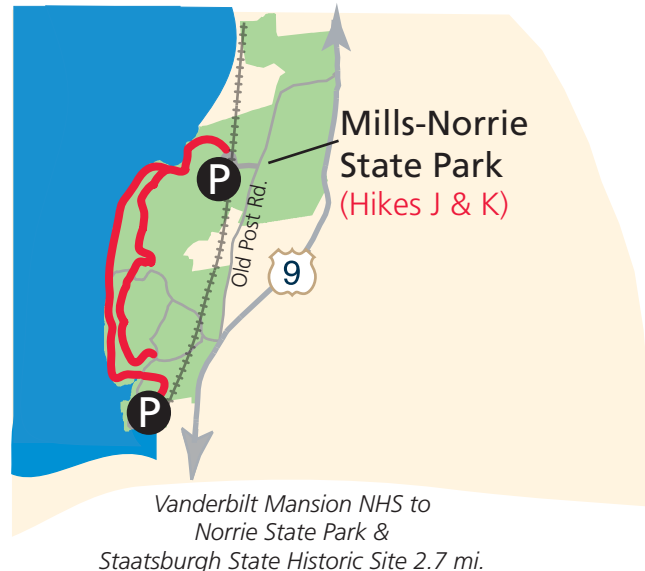 Mills-Norrie
State Park
(Hikes J & K)
P
Old Post Rd.
9
P
Vanderbilt Mansion NHS to
Norrie State Park &
Staatsburgh State Historic Site 2.7 mi.